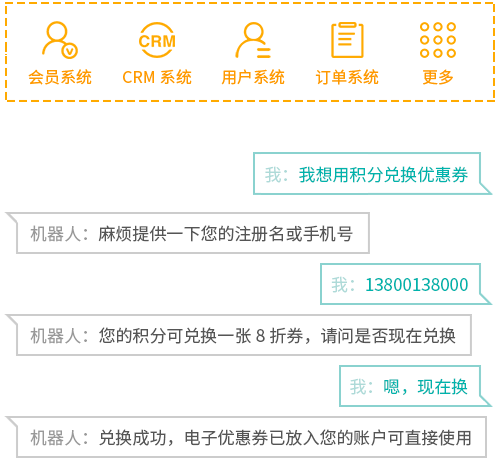 CRM
会员系统 CRM 系统 用户系统 订单系统 更多
我：我想用积分兑换优惠券
机器人：麻烦提供一下您的注册名或手机号
我：13800138000
机器人：您的积分可兑换一张 8 折券，请问是否现在兑换
我：嗯，现在换
机器人：兑换成功，电子优惠券已放入您的账户可直接使用